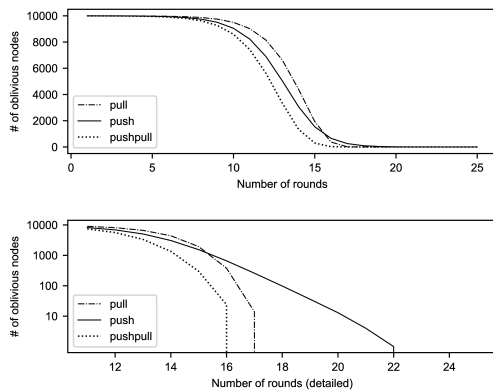 10000
8000
6000
4000
2000
0
# of oblivious nodes
pull
push
pushpull
0 5 10 15 20 25
Number of rounds
10000
1000
100
10
# of oblivious nodes
pull
push
pushpull
12 14 16 18 20 22 24
Number of rounds (detailed)